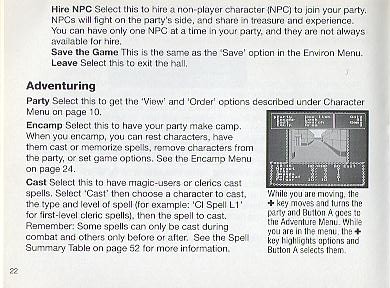 Hire NPC Select this to hire a non-player character (NPC) to join your party.
NPCs will fight on the party's side, and share in treasure and experience.
You can have only one NPC at a time in your party, and they are not always
available for hire.
Save the Game This is the same as the 'Save' option in the Environ Menu.
Leave Select this to exit the hall.
Adventuring
Party Select this to get the 'View' and 'Order' options described under Character
Menu on page 10.
Encamp Select this to have your party make camp.
When you encamp, you can rest characters, have
them cast or memorize spells, remove characters from
the party, or set game options. See the Encamp Menu
on page 24.
Cast Select this to have magic-users or clerics cast
spells. Select 'Cast' then choose a character to cast,
the type and level of spell (for example: 'Cl Spell L1'
for first-level cleric spells), then the spell to cast.
Remember: Some spells can only be cast during
combat and others only before or after. See the Spell
Summary Table on page 52 for more information.
While you are moving, the
✚ key moves and turns the
party and Button A goes to
the Adventure Menu. While
you are in the menu, the ✚
key highlights options and
Button A selects them.
22